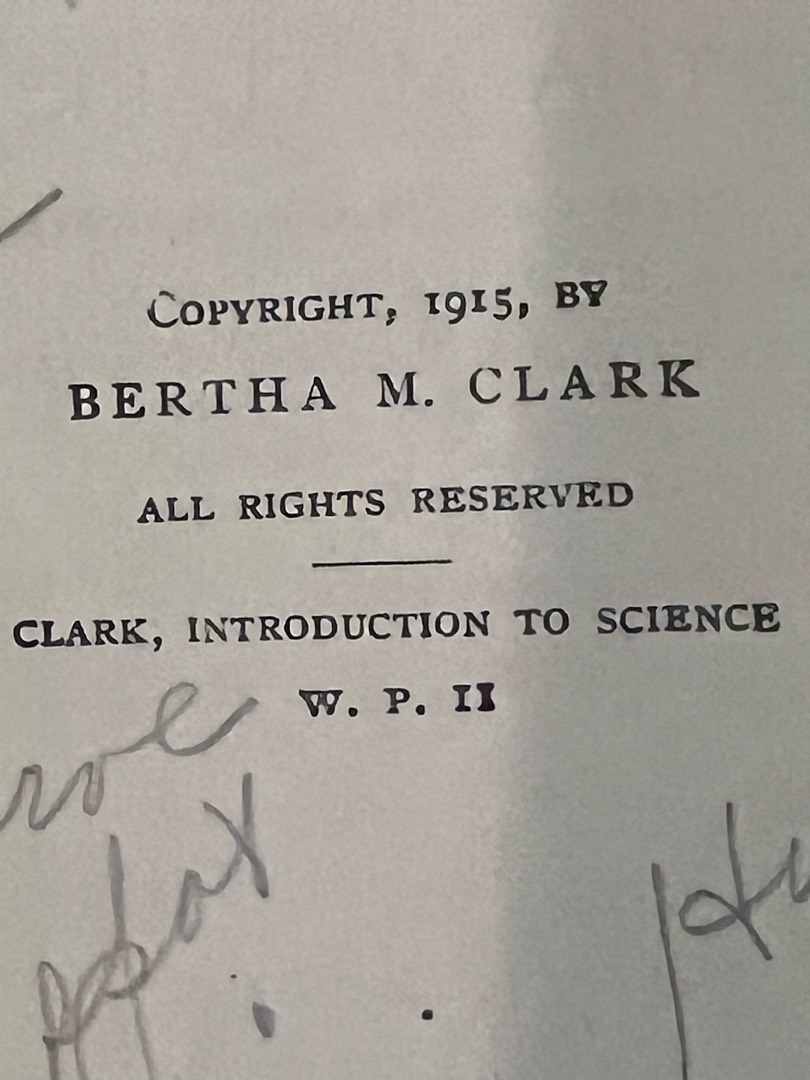 COPYRIGHT, 1915, BY
BERTHA M. CLARK
ALL RIGHTS RESERVED
CLARK, INTRODUCTION TO SCIENCE
W. P. II